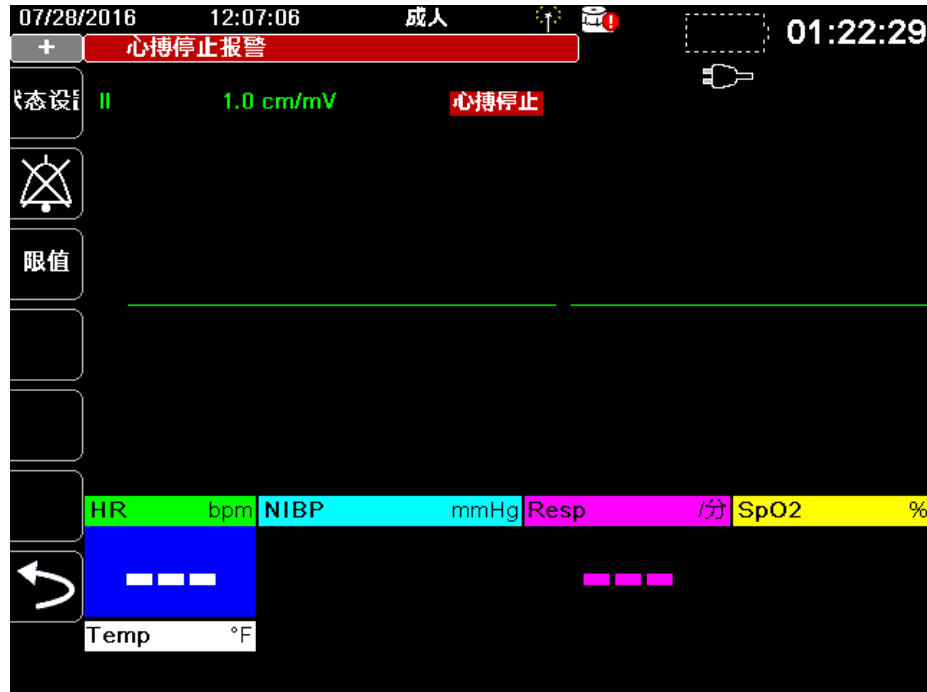 07/28/2016 12:07:06 成人 01:22:29
+ 心搏停止报警
状态设置
II 1.0 cm/mV 心搏停止
限值
HR bpm NIBP mmHg Resp /分 SpO2 %
--- ---
Temp °F